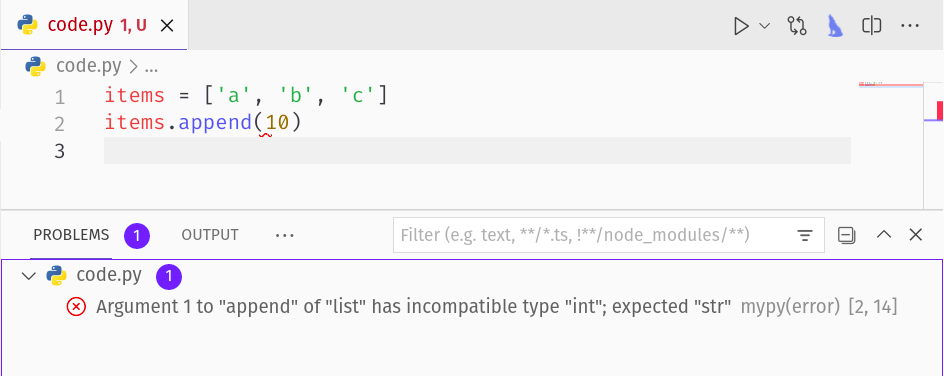 code.py 1, U
code.py > ...
1 items = ['a', 'b', 'c']
2 items.append(10)
3
PROBLEMS 1 OUTPUT ... Filter (e.g. text, **/*.ts, !**/node_modules/**)
code.py 1
Argument 1 to "append" of "list" has incompatible type "int"; expected "str" mypy(error) [2, 14]